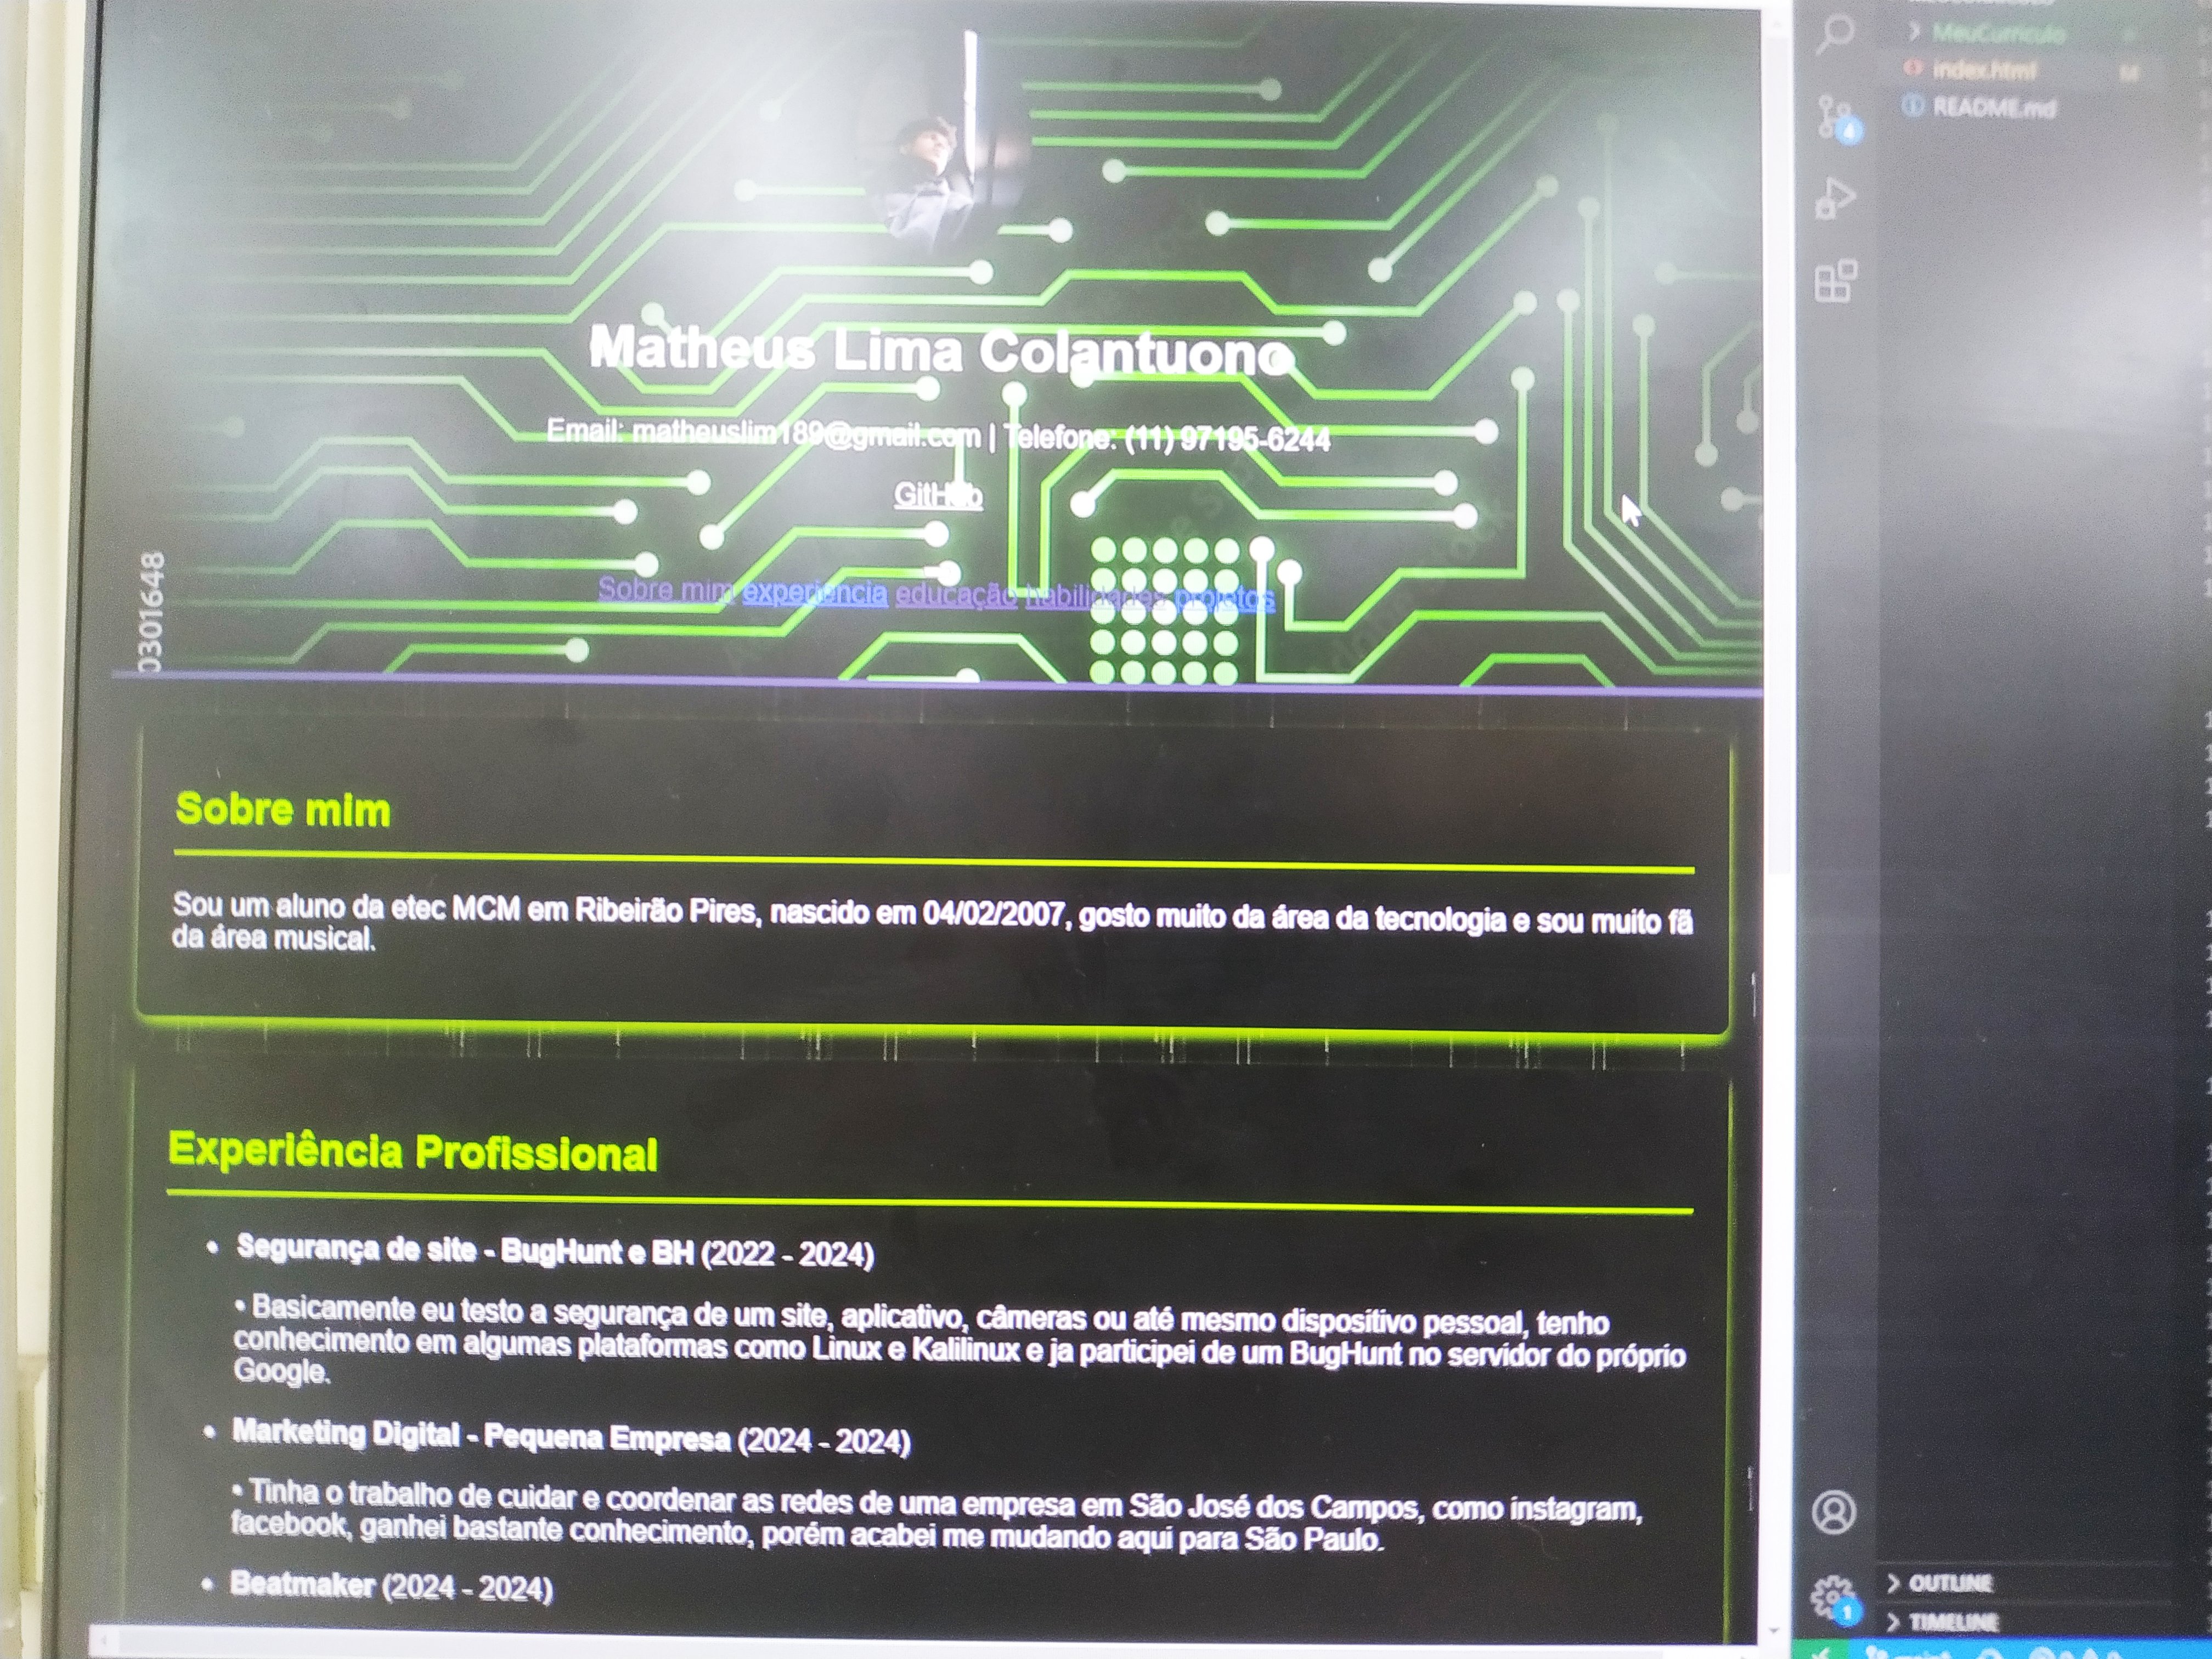 Matheus Lima Colantuono
Email: matheuslim189@gmail.com | Telefone: (11) 97195-6244
GitHub
Sobre mim experiencia educação habilidades projetos
0301648
Sobre mim
Sou um aluno da etec MCM em Ribeirão Pires, nascido em 04/02/2007, gosto muito da área da tecnologia e sou muito fã
da área musical.
Experiência Profissional
• Segurança de site - BugHunt e BH (2022 - 2024)
• Basicamente eu testo a segurança de um site, aplicativo, câmeras ou até mesmo dispositivo pessoal, tenho
conhecimento em algumas plataformas como Linux e Kalilinux e ja participei de um BugHunt no servidor do próprio
Google.
• Marketing Digital - Pequena Empresa (2024 - 2024)
• Tinha o trabalho de cuidar e coordenar as redes de uma empresa em São José dos Campos, como instagram,
facebook, ganhei bastante conhecimento, porém acabei me mudando aqui para São Paulo.
• Beatmaker (2024 - 2024)
MeuCurriculo
index.html M
README.md
4
1
OUTLINE
TIMELINE